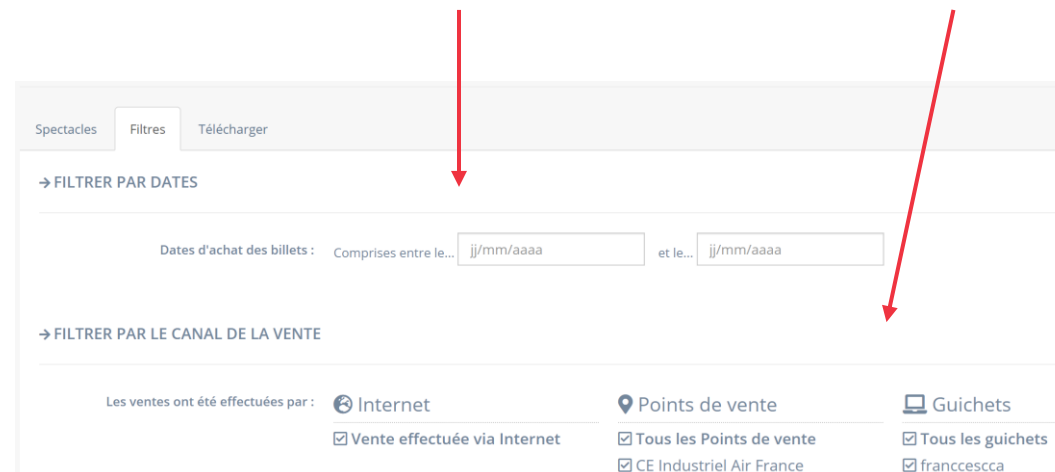 Spectacles Filtres Télécharger
→ FILTRER PAR DATES
Dates d'achat des billets : Comprises entre le... jj/mm/aaaa et le... jj/mm/aaaa
→ FILTRER PAR LE CANAL DE LA VENTE
Les ventes ont été effectuées par : Internet Points de vente Guichets
Vente effectuée via Internet Tous les Points de vente Tous les guichets
CE Industriel Air France franccescca